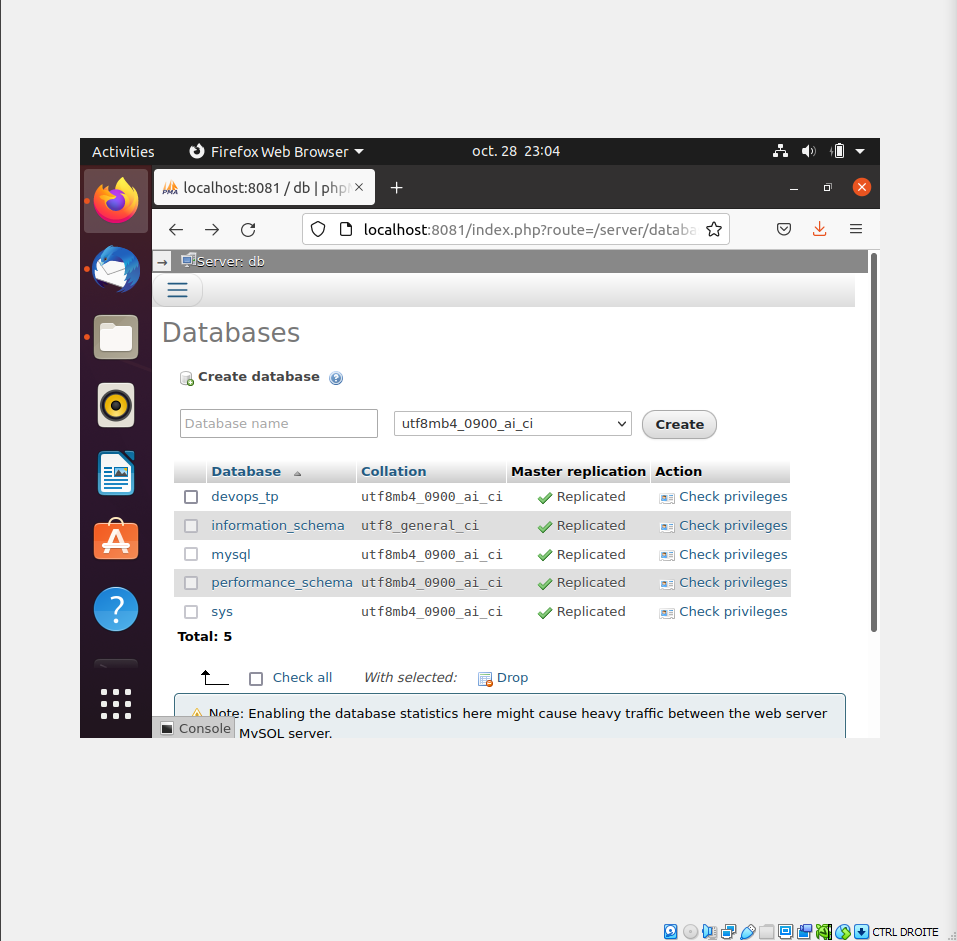 Activities Firefox Web Browser oct. 28 23:04
localhost:8081 / db | php
localhost:8081/index.php?route=/server/databa
Server: db
Databases
Create database
Database name utf8mb4_0900_ai_ci Create
Database Collation Master replication Action
devops_tp utf8mb4_0900_ai_ci Replicated Check privileges
information_schema utf8_general_ci Replicated Check privileges
mysql utf8mb4_0900_ai_ci Replicated Check privileges
performance_schema utf8mb4_0900_ai_ci Replicated Check privileges
sys utf8mb4_0900_ai_ci Replicated Check privileges
Total: 5
Check all With selected: Drop
Note: Enabling the database statistics here might cause heavy traffic between the web server
Console MySQL server.
CTRL DROITE